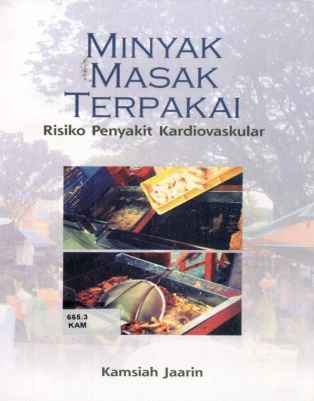 MINYAK
MASAK
TERPAKAI
Risiko Penyakit Kardiovaskular
665.3
KAM
Kamsiah Jaarin